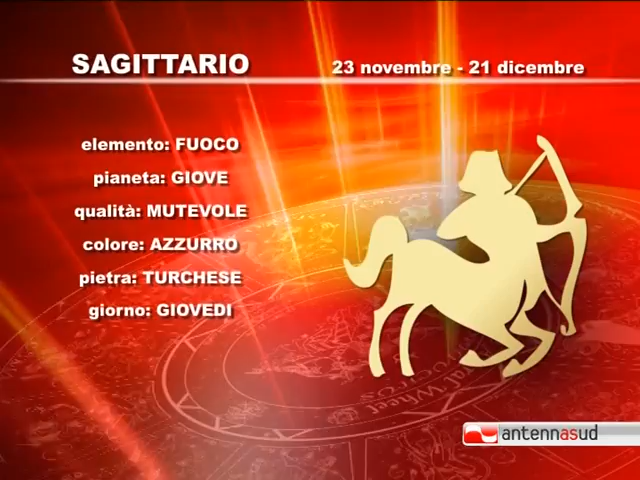 SAGITTARIO
23 novembre - 21 dicembre
elemento: FUOCO
pianeta: GIOVE
qualità: MUTEVOLE
colore: AZZURRO
pietra: TURCHESE
giorno: GIOVEDI
antennasud